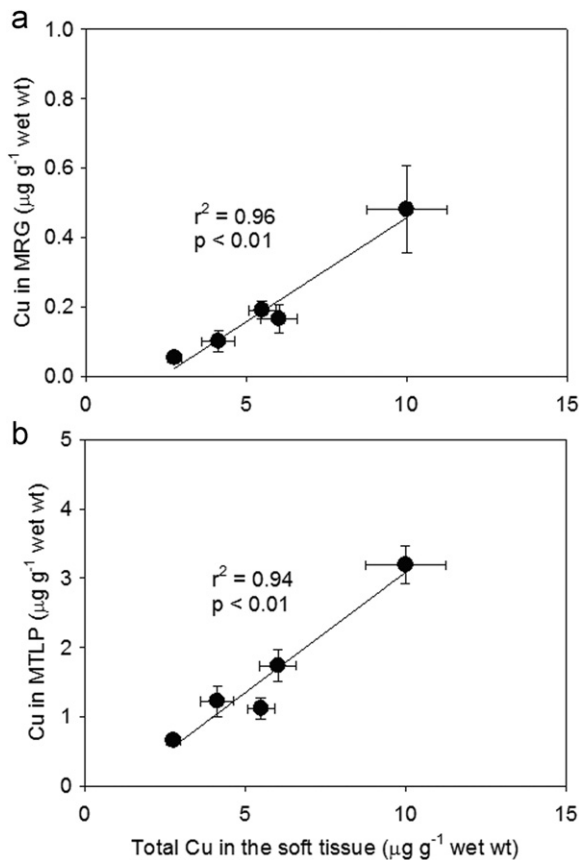 a
1.0
0.8
0.6
0.4
0.2
0.0
Cu in MRG (µg g⁻¹ wet wt)
r² = 0.96
p < 0.01
0 5 10 15
b
5
4
3
2
1
0
Cu in MTLP (µg g⁻¹ wet wt)
r² = 0.94
p < 0.01
0 5 10 15
Total Cu in the soft tissue (µg g⁻¹ wet wt)